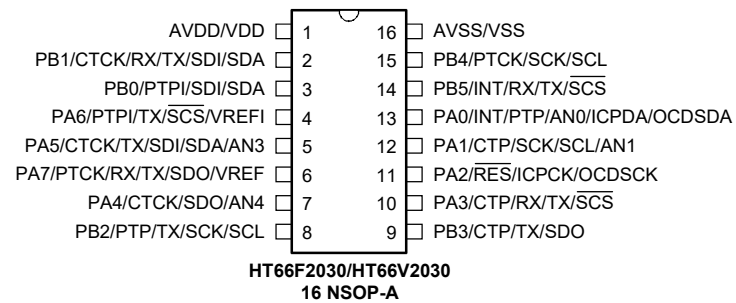 AVDD/VDD 1 16 AVSS/VSS
PB1/CTCK/RX/TX/SDI/SDA 2 15 PB4/PTCK/SCK/SCL
PB0/PTPI/SDI/SDA 3 14 PB5/INT/RX/TX/SCS
PA6/PTPI/TX/SCS/VREFI 4 13 PA0/INT/PTP/AN0/ICPDA/OCDSDA
PA5/CTCK/TX/SDI/SDA/AN3 5 12 PA1/CTP/SCK/SCL/AN1
PA7/PTCK/RX/TX/SDO/VREF 6 11 PA2/RES/ICPCK/OCDSCK
PA4/CTCK/SDO/AN4 7 10 PA3/CTP/RX/TX/SCS
PB2/PTP/TX/SCK/SCL 8 9 PB3/CTP/TX/SDO
HT66F2030/HT66V2030
16 NSOP-A